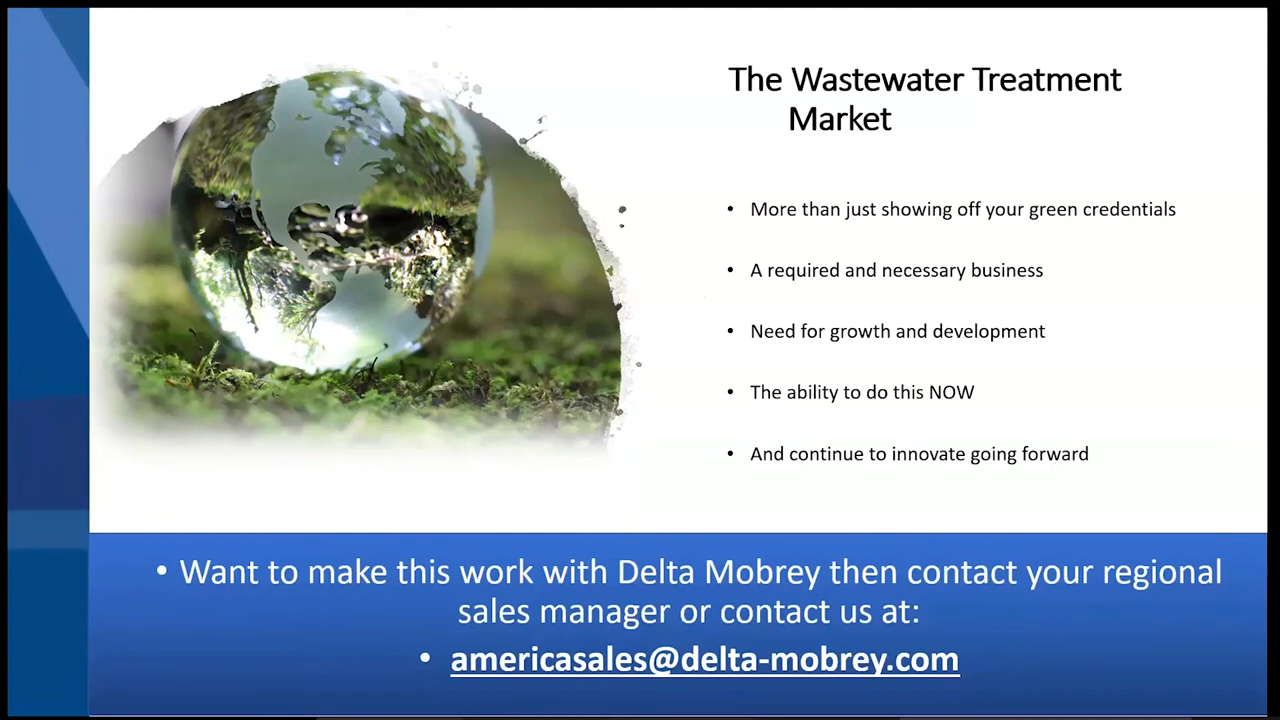 The Wastewater Treatment
Market
• More than just showing off your green credentials
• A required and necessary business
• Need for growth and development
• The ability to do this NOW
• And continue to innovate going forward
• Want to make this work with Delta Mobrey then contact your regional
sales manager or contact us at:
• americasales@delta-mobrey.com